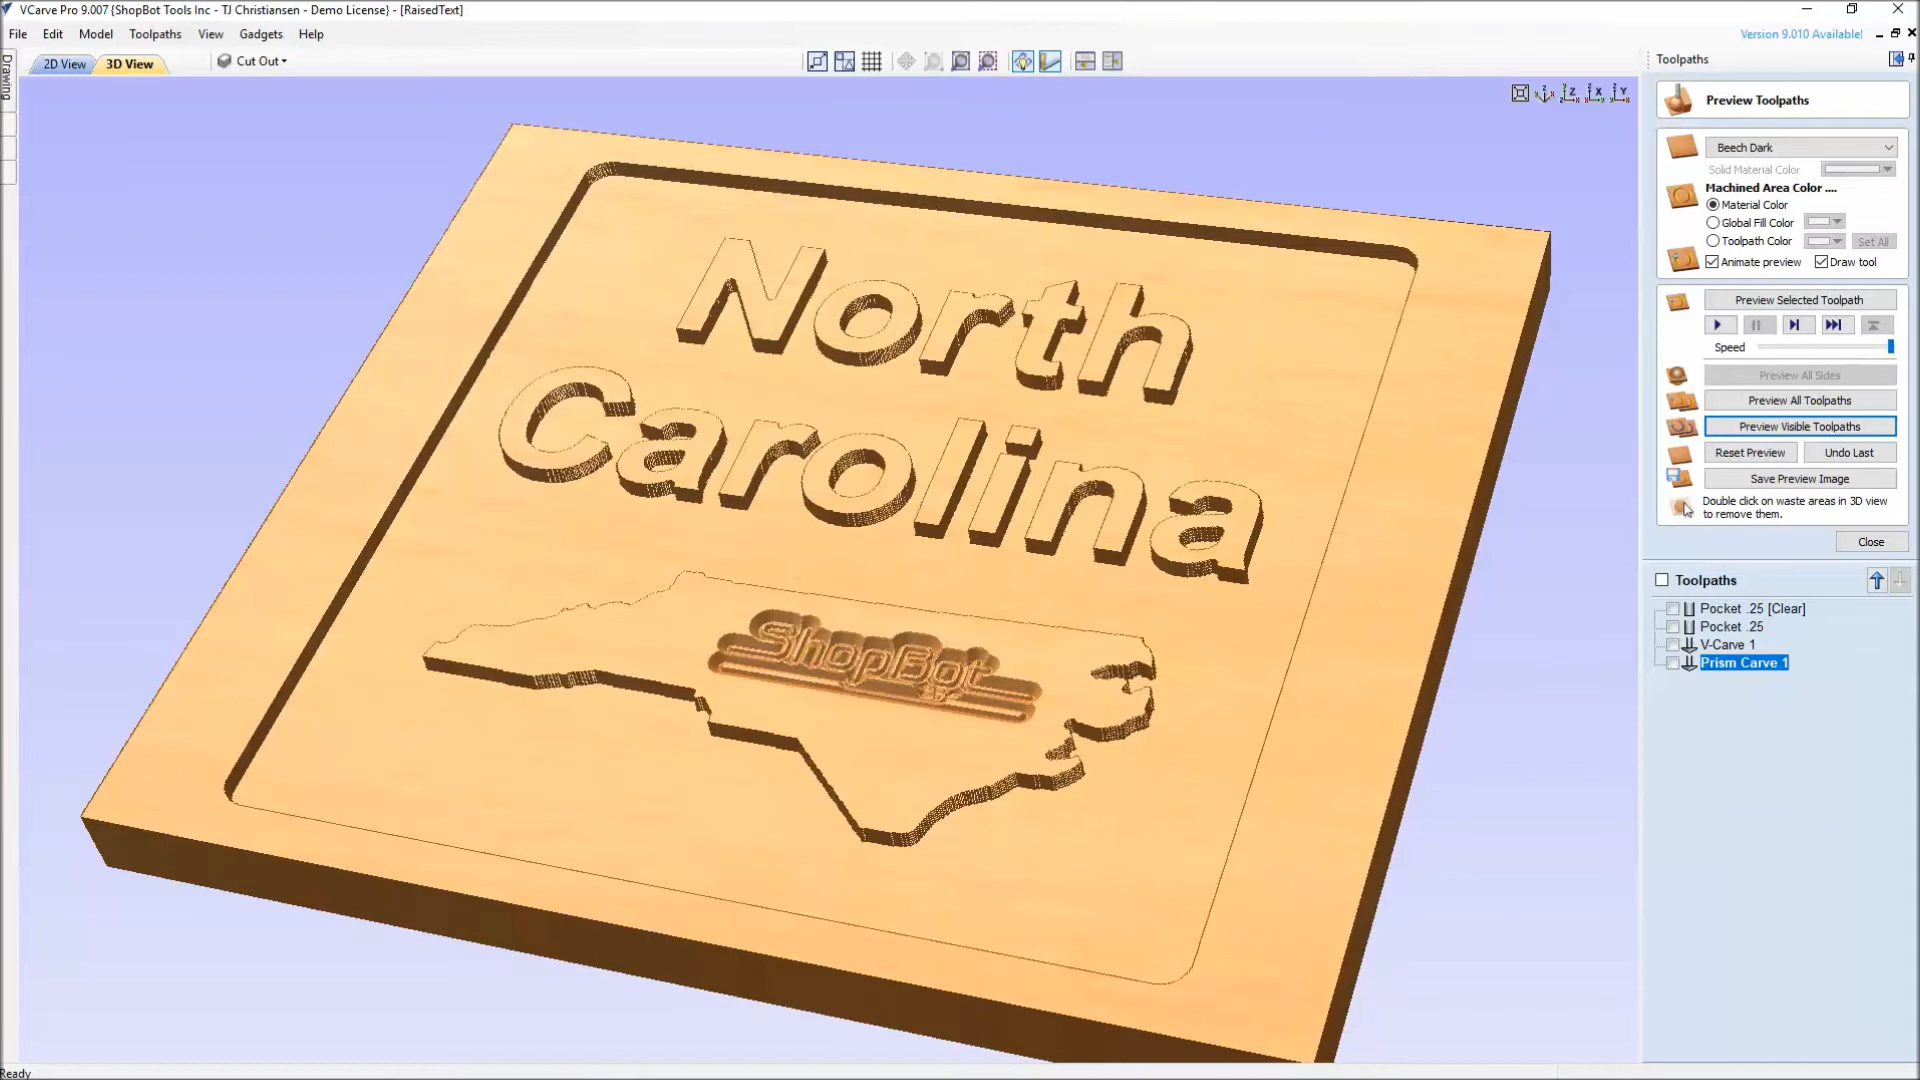 VCarve Pro 9.007 {ShopBot Tools Inc - TJ Christiansen - Demo License} - [RaisedText]
File Edit Model Toolpaths View Gadgets Help
Version 9.010 Available!
Drawing
2D View 3D View Cut Out
Toolpaths
Z X Y
Preview Toolpaths
Beech Dark
Solid Material Color
Machined Area Color ....
Material Color
Global Fill Color
Toolpath Color Set All
Animate preview Draw tool
Preview Selected Toolpath
Speed
Preview All Sides
Preview All Toolpaths
Preview Visible Toolpaths
Reset Preview Undo Last
Save Preview Image
Double click on waste areas in 3D view
to remove them.
Close
Toolpaths
Pocket .25 [Clear]
Pocket .25
V-Carve 1
Prism Carve 1
North
Carolina
ShopBot
Ready